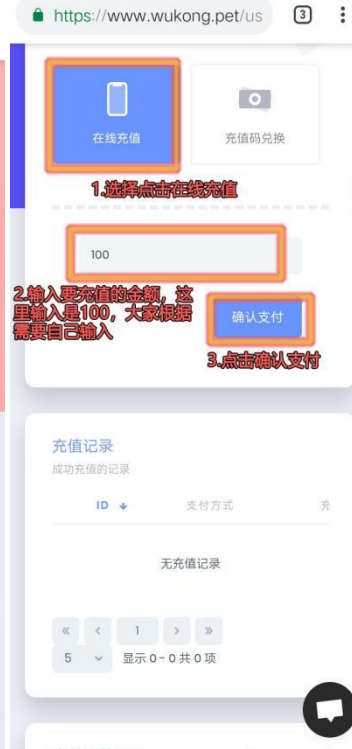 https://www.wukong.pet/us
3
在线充值
充值码兑换
1.选择点击在线充值
100
2.输入要充值的金额，这
里输入是100，大家根据
需要自己输入
确认支付
3.点击确认支付
充值记录
成功充值的记录
ID
支付方式
充
无充值记录
« ‹ 1 › »
5 显示 0 - 0 共 0 项